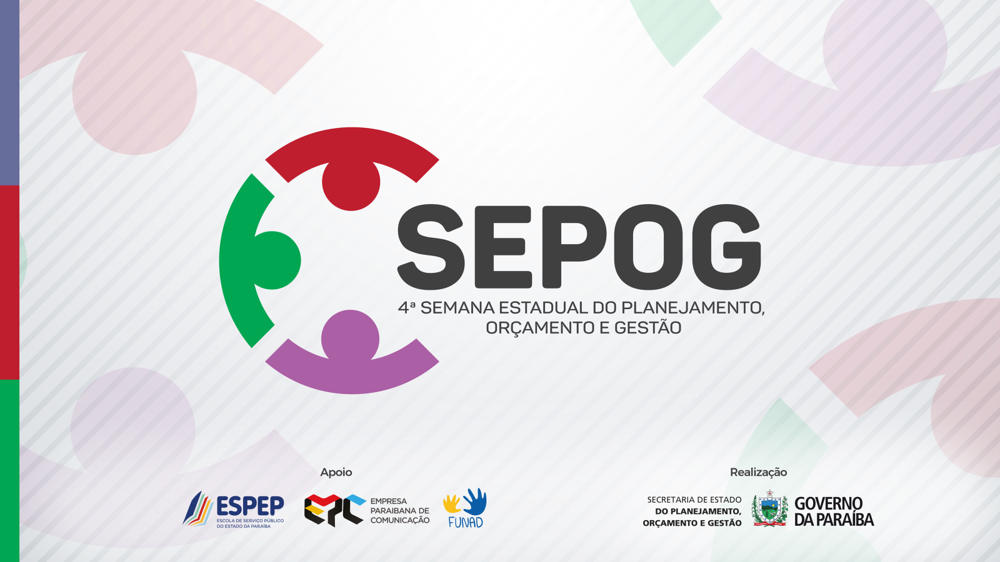 SEPOG
4ª SEMANA ESTADUAL DO PLANEJAMENTO,
ORÇAMENTO E GESTÃO
Apoio
ESPEP
ESCOLA DE SERVIÇO PÚBLICO
DO ESTADO DA PARAÍBA
EPC
EMPRESA
PARAIBANA DE
COMUNICAÇÃO
FUNAD
Realização
SECRETARIA DE ESTADO
DO PLANEJAMENTO,
ORÇAMENTO E GESTÃO
GOVERNO
DA PARAÍBA